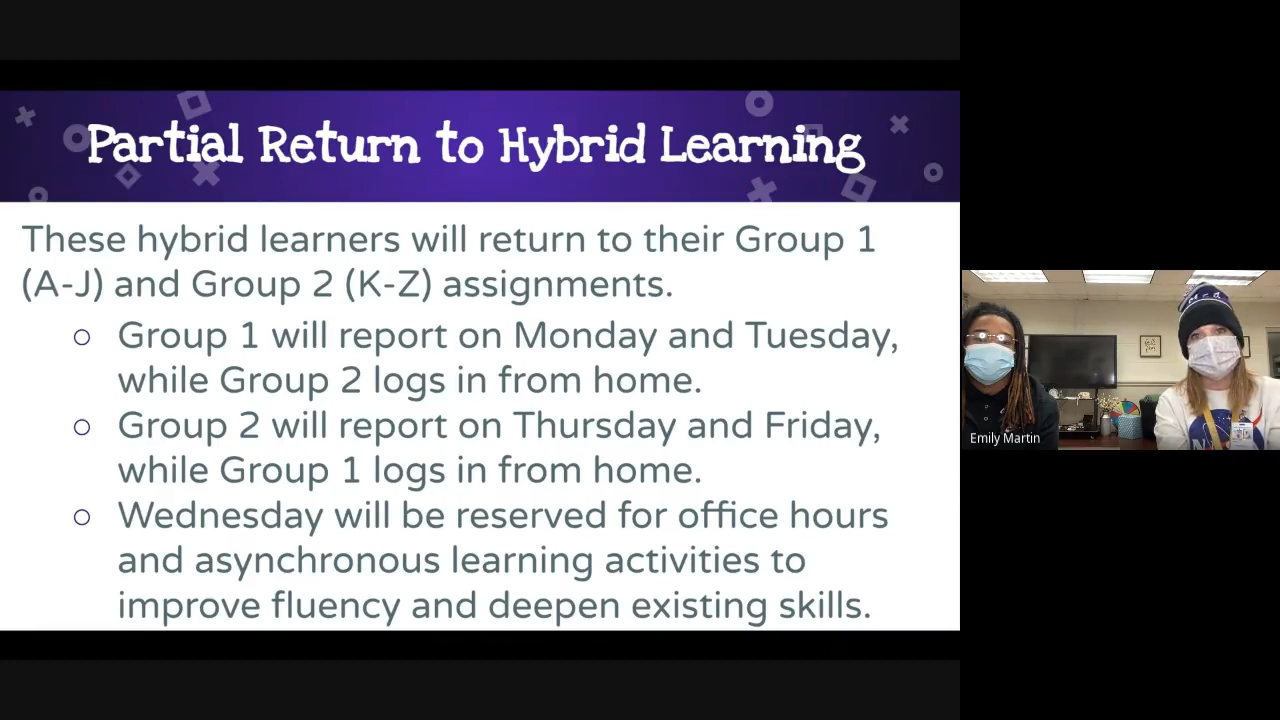 Partial Return to Hybrid Learning
These hybrid learners will return to their Group 1
(A-J) and Group 2 (K-Z) assignments.
○ Group 1 will report on Monday and Tuesday,
while Group 2 logs in from home.
○ Group 2 will report on Thursday and Friday,
while Group 1 logs in from home.
○ Wednesday will be reserved for office hours
and asynchronous learning activities to
improve fluency and deepen existing skills.
Emily Martin